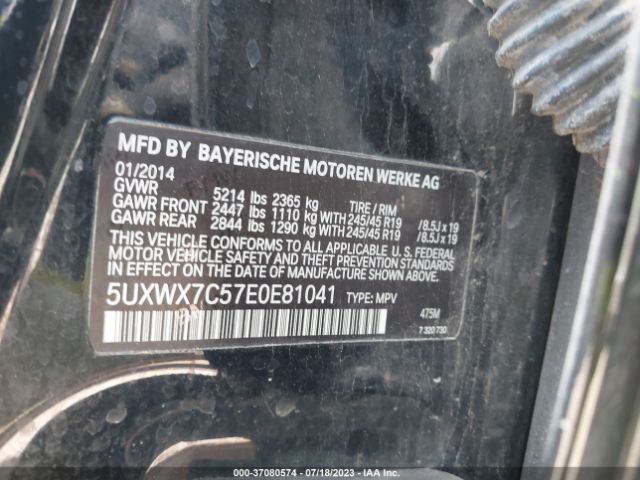 MFD BY BAYERISCHE MOTOREN WERKE AG
01/2014
GVWR 5214 lbs 2365 kg TIRE / RIM
GAWR FRONT 2447 lbs 1110 kg WITH 245/45 R19 / 8.5J x 19
GAWR REAR 2844 lbs 1290 kg WITH 245/45 R19 / 8.5J x 19
THIS VEHICLE CONFORMS TO ALL APPLICABLE U.S. FEDERAL
MOTOR VEHICLE SAFETY AND THEFT PREVENTION STANDARDS
IN EFFECT ON THE DATE OF MANUFACTURE SHOWN ABOVE.
5UXWX7C57E0E81041 TYPE: MPV
475M
7 320 730
000-37080574 / 07/18/2023 - IAA Inc.